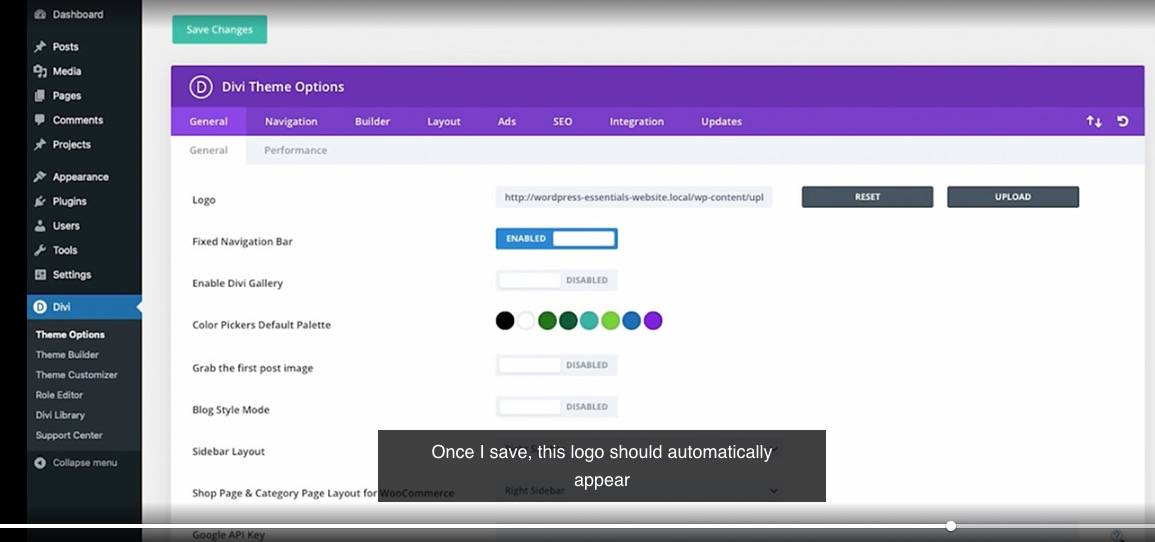 Dashboard
Posts
Media
Pages
Comments
Projects
Appearance
Plugins
Users
Tools
Settings
Divi
Theme Options
Theme Builder
Theme Customizer
Role Editor
Divi Library
Support Center
Collapse menu
Save Changes
D Divi Theme Options
General Navigation Builder Layout Ads SEO Integration Updates
General Performance
Logo http://wordpress-essentials-website.local/wp-content/upl RESET UPLOAD
Fixed Navigation Bar ENABLED
Enable Divi Gallery DISABLED
Color Pickers Default Palette
Grab the first post image DISABLED
Blog Style Mode DISABLED
Sidebar Layout
Shop Page & Category Page Layout for WooCommerce Right Sidebar
Google API Key
Once I save, this logo should automatically
appear